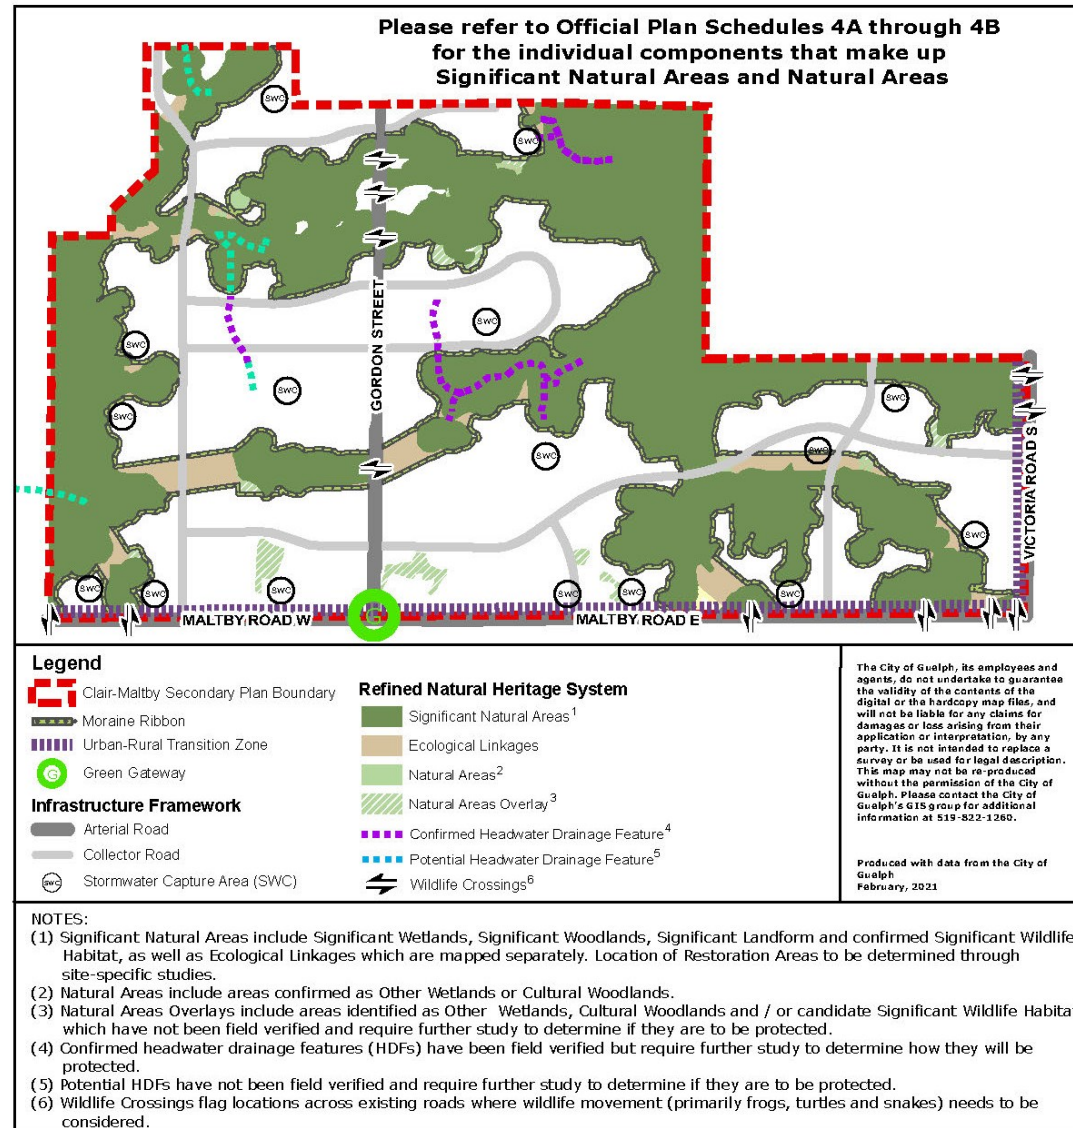 Please refer to Official Plan Schedules 4A through 4B
for the individual components that make up
Significant Natural Areas and Natural Areas
SWC
SWC
GORDON STREET
SWC
SWC
SWC
SWC
SWC
SWC
SWC
VICTORIA ROAD S
SWC
SWC
SWC
SWC
SWC
SWC
SWC
G
MALTBY ROAD W
MALTBY ROAD E
Legend
Clair-Maltby Secondary Plan Boundary
Moraine Ribbon
Urban-Rural Transition Zone
G
Green Gateway
Infrastructure Framework
Arterial Road
Collector Road
SWC
Stormwater Capture Area (SWC)
Refined Natural Heritage System
Significant Natural Areas1
Ecological Linkages
Natural Areas2
Natural Areas Overlay3
Confirmed Headwater Drainage Feature4
Potential Headwater Drainage Feature5
Wildlife Crossings6
The City of Guelph, its employees and
agents, do not undertake to guarantee
the validity of the contents of the
digital or the hardcopy map files, and
will not be liable for any claims for
damages or loss arising from their
application or interpretation, by any
party. It is not intended to replace a
survey or be used for legal description.
This map may not be re-produced
without the permission of the City of
Guelph. Please contact the City of
Guelph's GIS group for additional
information at 519-822-1260.
Produced with data from the City of
Guelph
February, 2021
NOTES:
(1) Significant Natural Areas include Significant Wetlands, Significant Woodlands, Significant Landform and confirmed Significant Wildlife
Habitat, as well as Ecological Linkages which are mapped separately. Location of Restoration Areas to be determined through
site-specific studies.
(2) Natural Areas include areas confirmed as Other Wetlands or Cultural Woodlands.
(3) Natural Areas Overlays include areas identified as Other Wetlands, Cultural Woodlands and / or candidate Significant Wildlife Habita
which have not been field verified and require further study to determine if they are to be protected.
(4) Confirmed headwater drainage features (HDFs) have been field verified but require further study to determine how they will be
protected.
(5) Potential HDFs have not been field verified and require further study to determine if they are to be protected.
(6) Wildlife Crossings flag locations across existing roads where wildlife movement (primarily frogs, turtles and snakes) needs to be
considered.